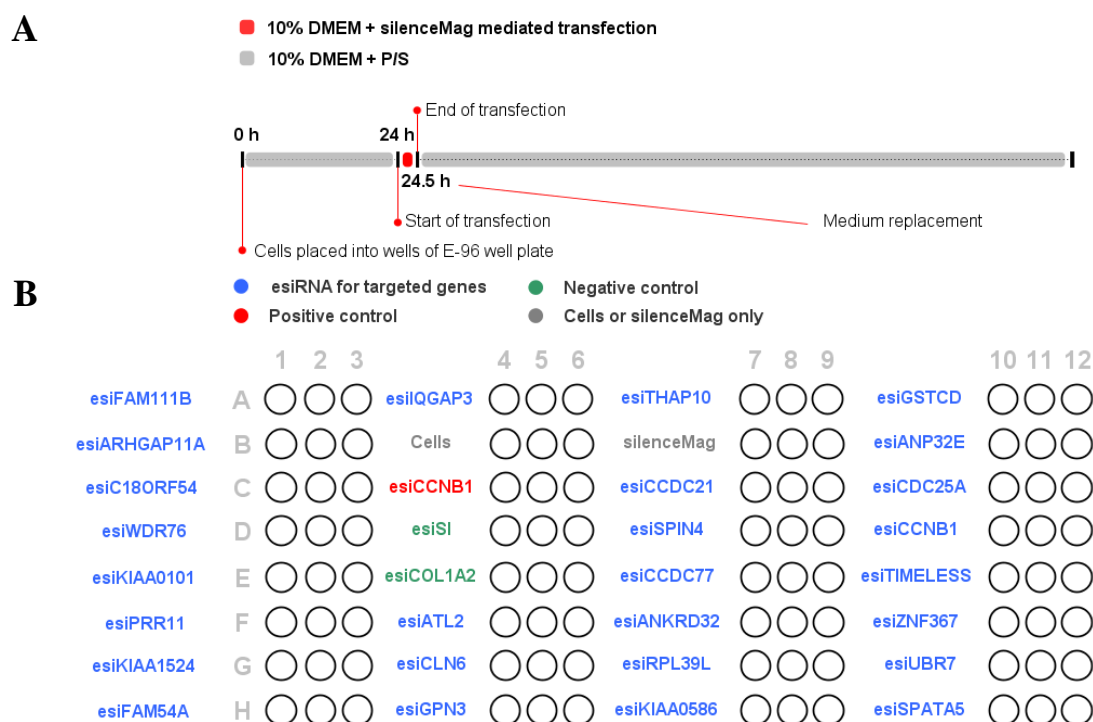 A
10% DMEM + silenceMag mediated transfection
10% DMEM + P/S
End of transfection
0 h
24 h
24.5 h
Start of transfection
Medium replacement
Cells placed into wells of E-96 well plate
B
esiRNA for targeted genes
Negative control
Positive control
Cells or silenceMag only
1 2 3 4 5 6 7 8 9 10 11 12
esiFAM111B A esiIQGAP3 esiTHAP10 esiGSTCD
esiARHGAP11A B Cells silenceMag esiANP32E
esiC18ORF54 C esiCCNB1 esiCCDC21 esiCDC25A
esiWDR76 D esiSI esiSPIN4 esiCCNB1
esiKIAA0101 E esiCOL1A2 esiCCDC77 esiTIMELESS
esiPRR11 F esiATL2 esiANKRD32 esiZNF367
esiKIAA1524 G esiCLN6 esiRPL39L esiUBR7
esiFAM54A H esiGPN3 esiKIAA0586 esiSPATA5